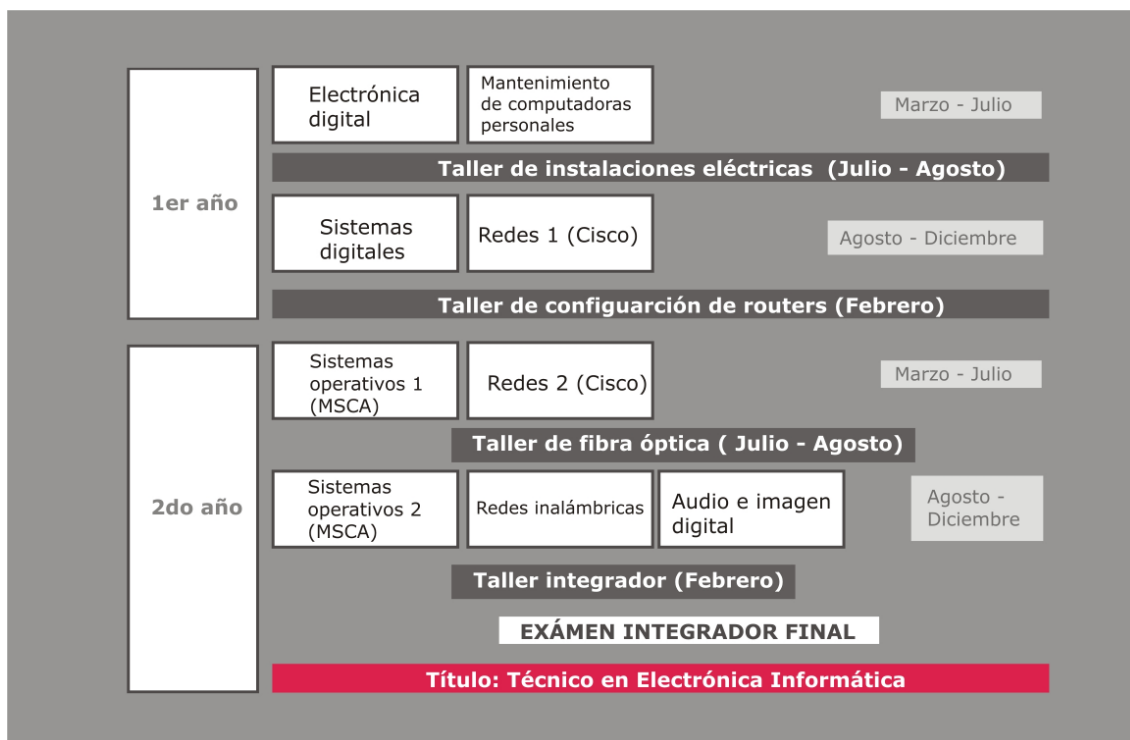 1er año
Electrónica
digital
Mantenimiento
de computadoras
personales
Marzo - Julio
Taller de instalaciones eléctricas  (Julio - Agosto)
Sistemas
digitales
Redes 1 (Cisco)
Agosto - Diciembre
Taller de configuarción de routers (Febrero)
2do año
Sistemas
operativos 1
(MSCA)
Redes 2 (Cisco)
Marzo - Julio
Taller de fibra óptica ( Julio - Agosto)
Sistemas
operativos 2
(MSCA)
Redes inalámbricas
Audio e imagen
digital
Agosto -
Diciembre
Taller integrador (Febrero)
EXÁMEN INTEGRADOR FINAL
Título: Técnico en Electrónica Informática